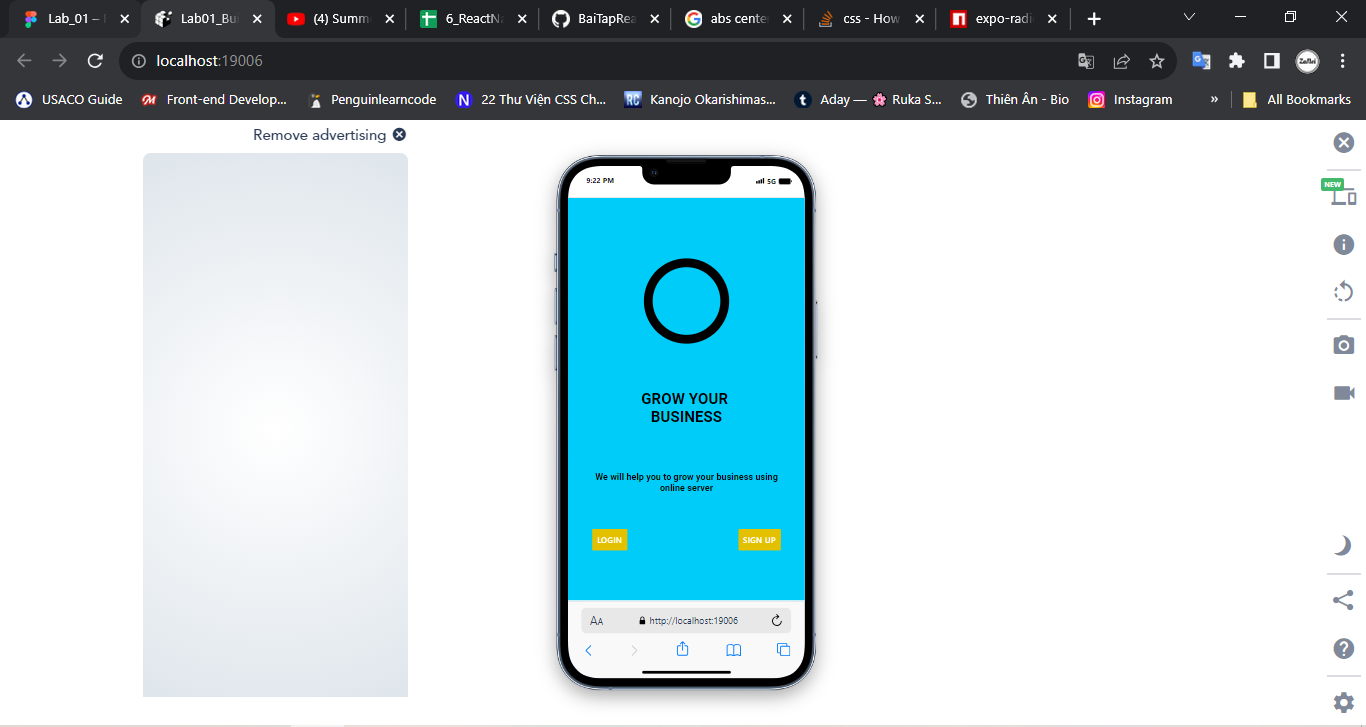 Lab_01 –
Lab01_Bui
(4) Summe
6_ReactNa
BaiTapRea
abs cente
css - How
expo-radi
localhost:19006
USACO Guide
Front-end Develop...
Penguinlearncode
22 Thư Viện CSS Ch...
Kanojo Okarishimas...
Aday — 🌸 Ruka S...
Thiên Ân - Bio
Instagram
»
All Bookmarks
Remove advertising
NEW
9:22 PM
5G
GROW YOUR
BUSINESS
We will help you to grow your business using
online server
LOGIN
SIGN UP
AA
http://localhost:19006